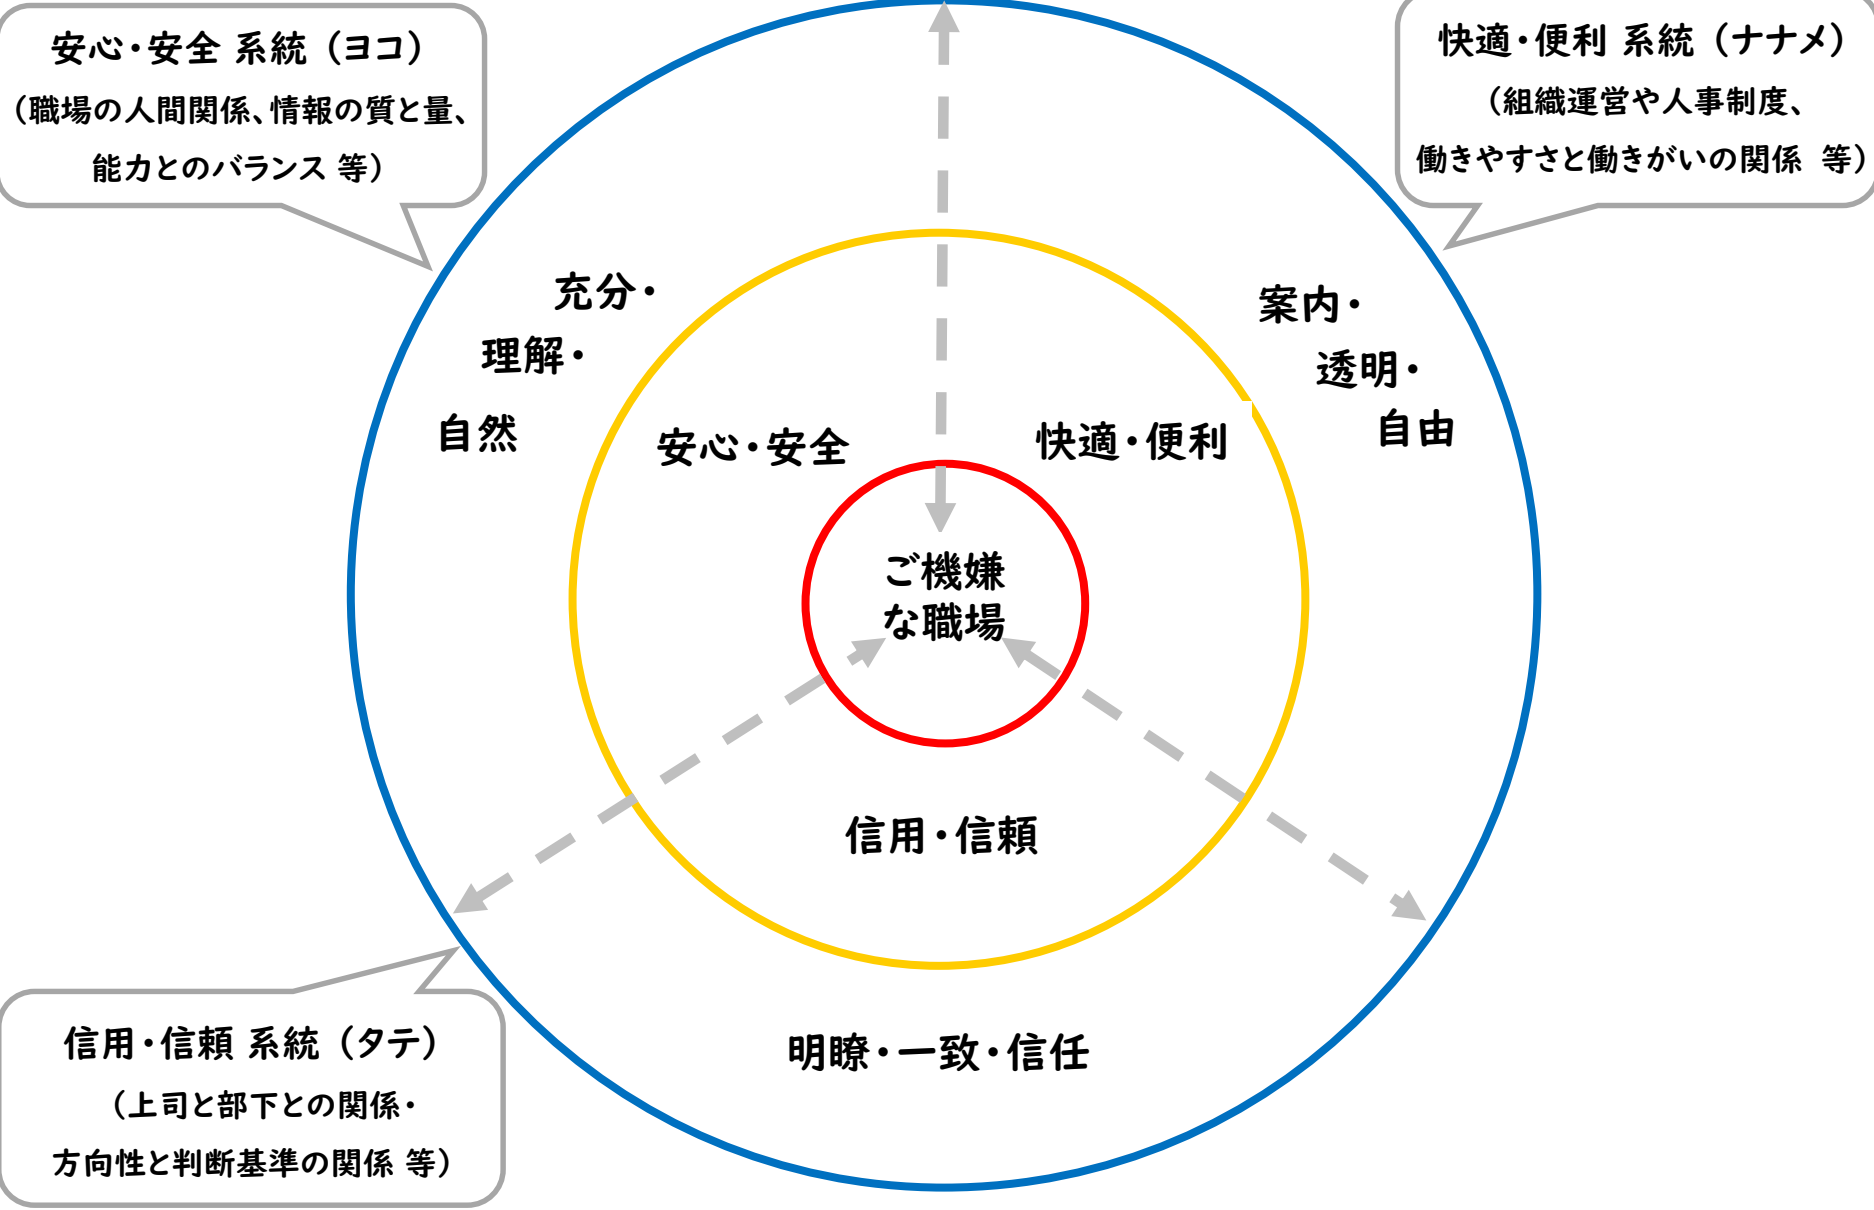 安心・安全 系統（ヨコ）
（職場の人間関係、情報の質と量、
能力とのバランス 等）
快適・便利 系統（ナナメ）
（組織運営や人事制度、
働きやすさと働きがいの関係 等）
充分・
理解・
自然
案内・
透明・
自由
安心・安全
快適・便利
ご機嫌
な職場
信用・信頼
明瞭・一致・信任
信用・信頼 系統（タテ）
（上司と部下との関係・
方向性と判断基準の関係 等）